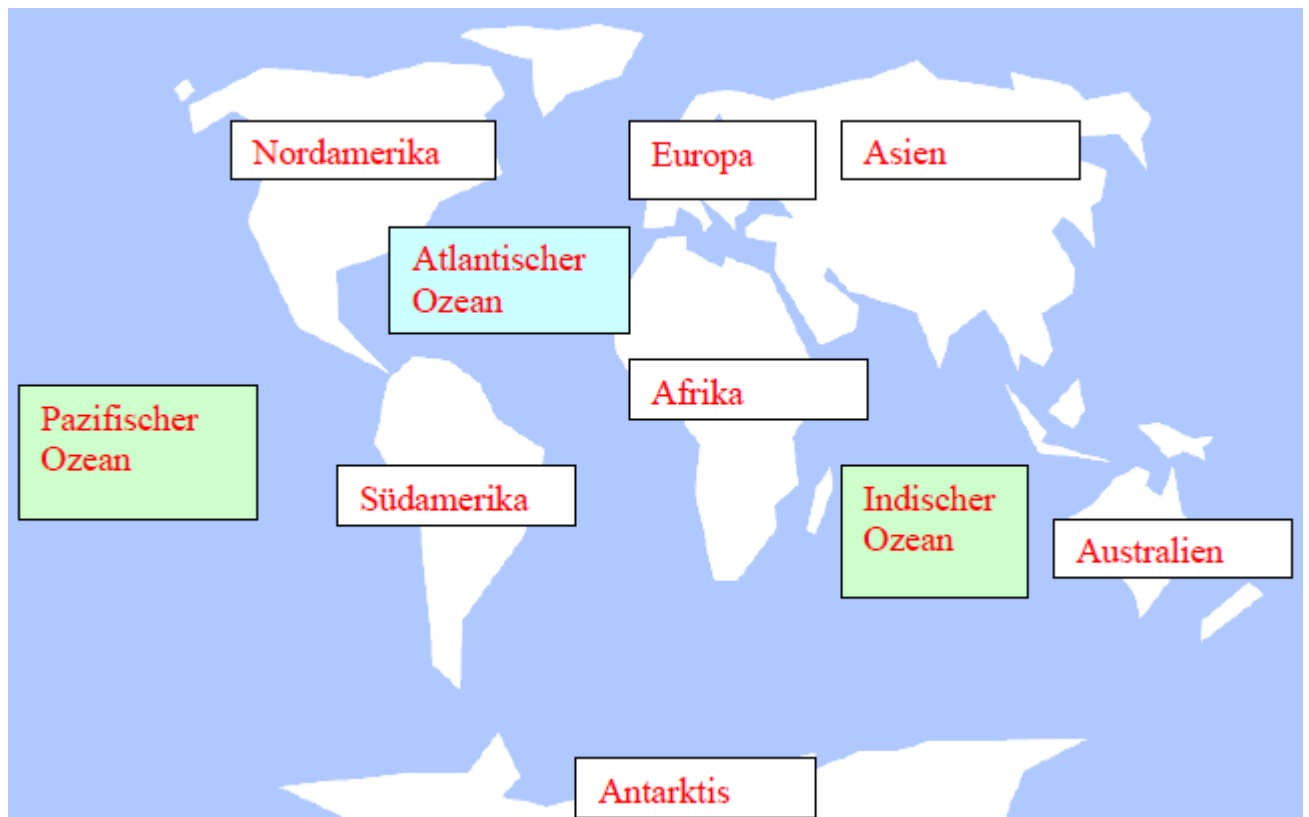 Nordamerika
Europa
Asien
Atlantischer
Ozean
Afrika
Pazifischer
Ozean
Südamerika
Indischer
Ozean
Australien
Antarktis